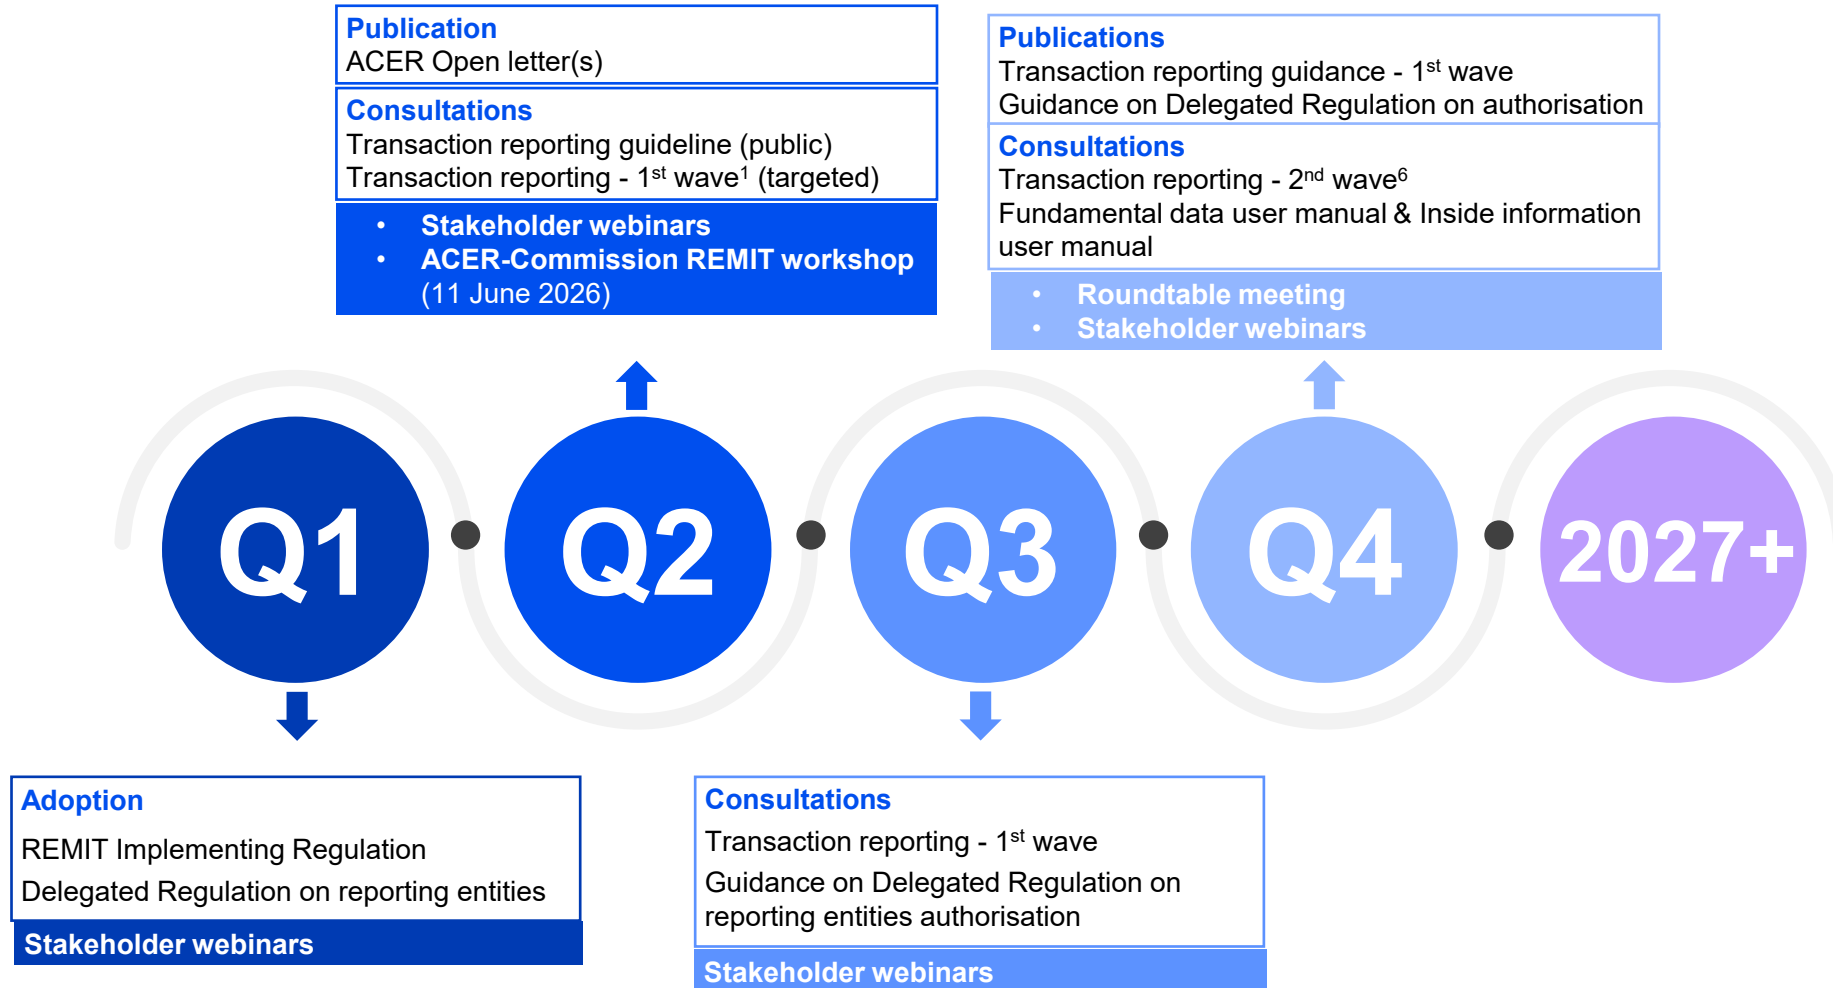 Publication
ACER Open letter(s)
Consultations
Transaction reporting guideline (public)
Transaction reporting - 1st wave1 (targeted)
• Stakeholder webinars
• ACER-Commission REMIT workshop
(11 June 2026)
Publications
Transaction reporting guidance - 1st wave
Guidance on Delegated Regulation on authorisation
Consultations
Transaction reporting - 2nd wave6
Fundamental data user manual & Inside information
user manual
• Roundtable meeting
• Stakeholder webinars
Q1
Q2
Q3
Q4
2027+
Adoption
REMIT Implementing Regulation
Delegated Regulation on reporting entities
Stakeholder webinars
Consultations
Transaction reporting - 1st wave
Guidance on Delegated Regulation on
reporting entities authorisation
Stakeholder webinars